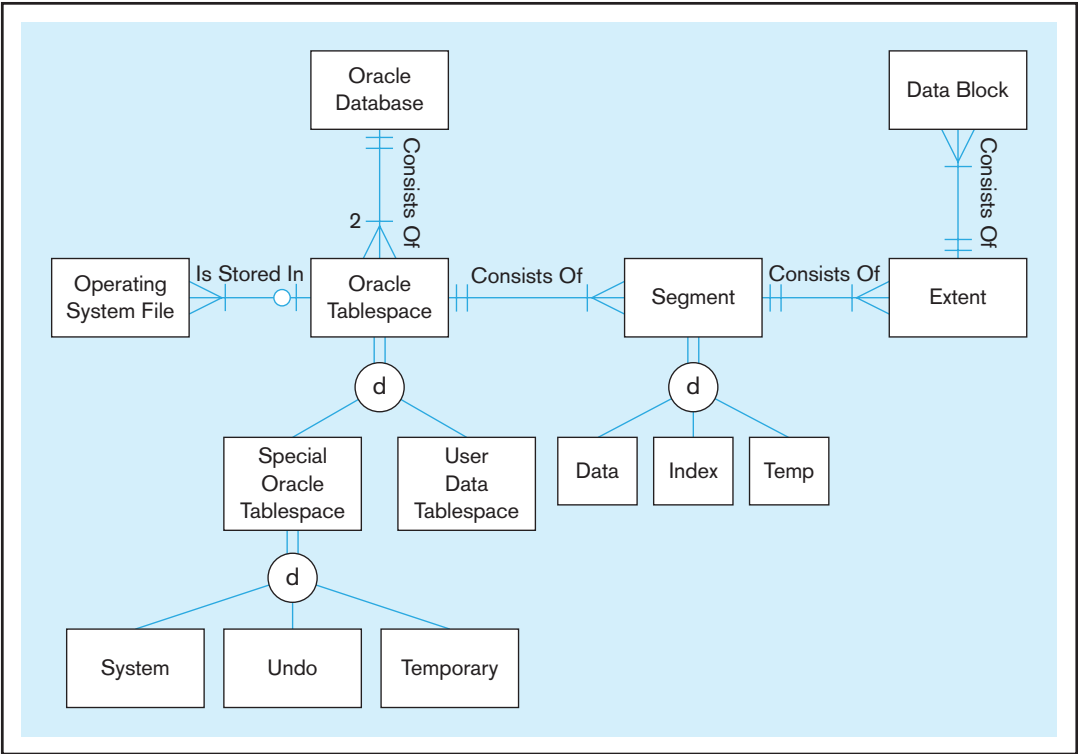 Oracle
Database
Data Block
Consists Of
Consists Of
2
Operating
System File
Is Stored In
Oracle
Tablespace
Consists Of
Segment
Consists Of
Extent
d
d
Special
Oracle
Tablespace
User
Data
Tablespace
Data
Index
Temp
d
System
Undo
Temporary